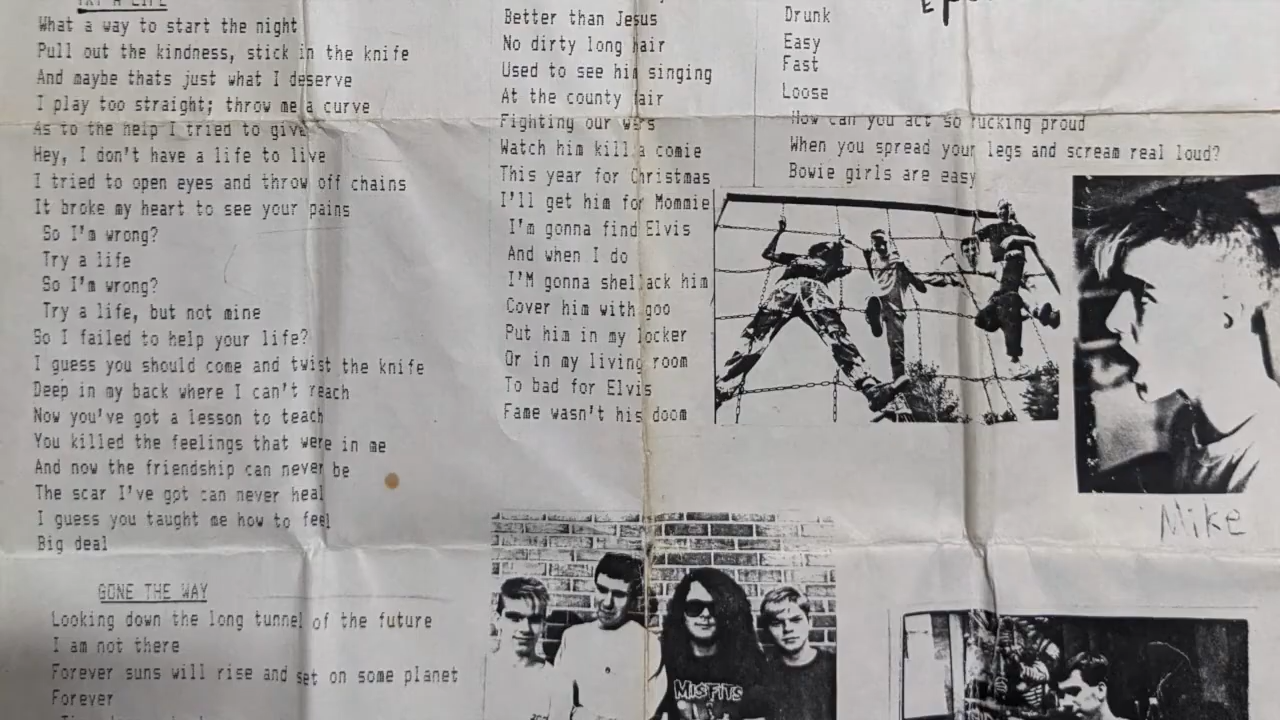 TRY A LIFE
What a way to start the night
Pull out the kindness, stick in the knife
And maybe thats just what I deserve
I play too straight; throw me a curve
As to the help I tried to give
Hey, I don't have a life to live
I tried to open eyes and throw off chains
It broke my heart to see your pains
So I'm wrong?
Try a life
So I'm wrong?
Try a life, but not mine
So I failed to help your life?
I guess you should come and twist the knife
Deep in my back where I can't reach
Now you've got a lesson to teach
You killed the feelings that were in me
And now the friendship can never be
The scar I've got can never heal
I guess you taught me how to feel
Big deal
GONE THE WAY
Looking down the long tunnel of the future
I am not there
Forever suns will rise and set on some planet
Forever
Better than Jesus
No dirty long hair
Used to see him singing
At the county fair
Fighting our wars
Watch him kill a comie
This year for Christmas
I'll get him for Mommie
I'm gonna find Elvis
And when I do
I'M gonna shellack him
Cover him with goo
Put him in my locker
Or in my living room
To bad for Elvis
Fame wasn't his doom
Drunk
Easy
Fast
Loose
How can you act so fucking proud
When you spread your legs and scream real loud?
Bowie girls are easy
Mike
MISFITS